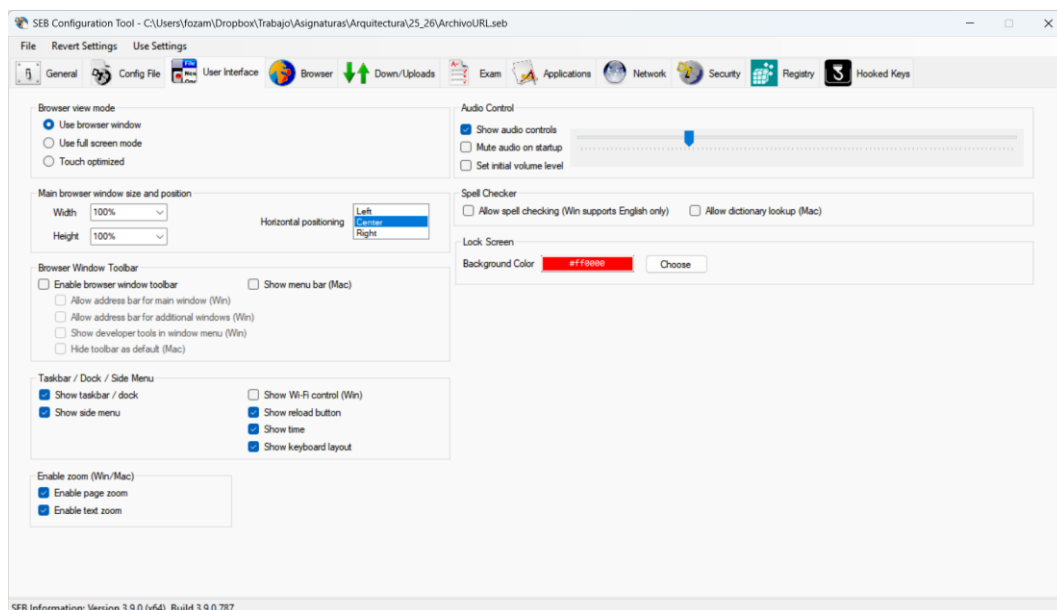 SEB Configuration Tool - C:\Users\fozam\Dropbox\Trabajo\Asignaturas\Arquitectura\25_26\ArchivoURL.seb
File Revert Settings Use Settings
General Config File User Interface Browser Down/Uploads Exam Applications Network Security Registry Hooked Keys
Browser view mode
Use browser window
Use full screen mode
Touch optimized
Main browser window size and position
Width 100%
Height 100%
Horizontal positioning
Left
Center
Right
Browser Window Toolbar
Enable browser window toolbar Show menu bar (Mac)
Allow address bar for main window (Win)
Allow address bar for additional windows (Win)
Show developer tools in window menu (Win)
Hide toolbar as default (Mac)
Taskbar / Dock / Side Menu
Show taskbar / dock Show Wi-Fi control (Win)
Show side menu Show reload button
Show time
Show keyboard layout
Enable zoom (Win/Mac)
Enable page zoom
Enable text zoom
Audio Control
Show audio controls
Mute audio on startup
Set initial volume level
Spell Checker
Allow spell checking (Win supports English only) Allow dictionary lookup (Mac)
Lock Screen
Background Color #ff0000 Choose
SEB Information: Version 3.9.0 (x64), Build 3.9.0.787